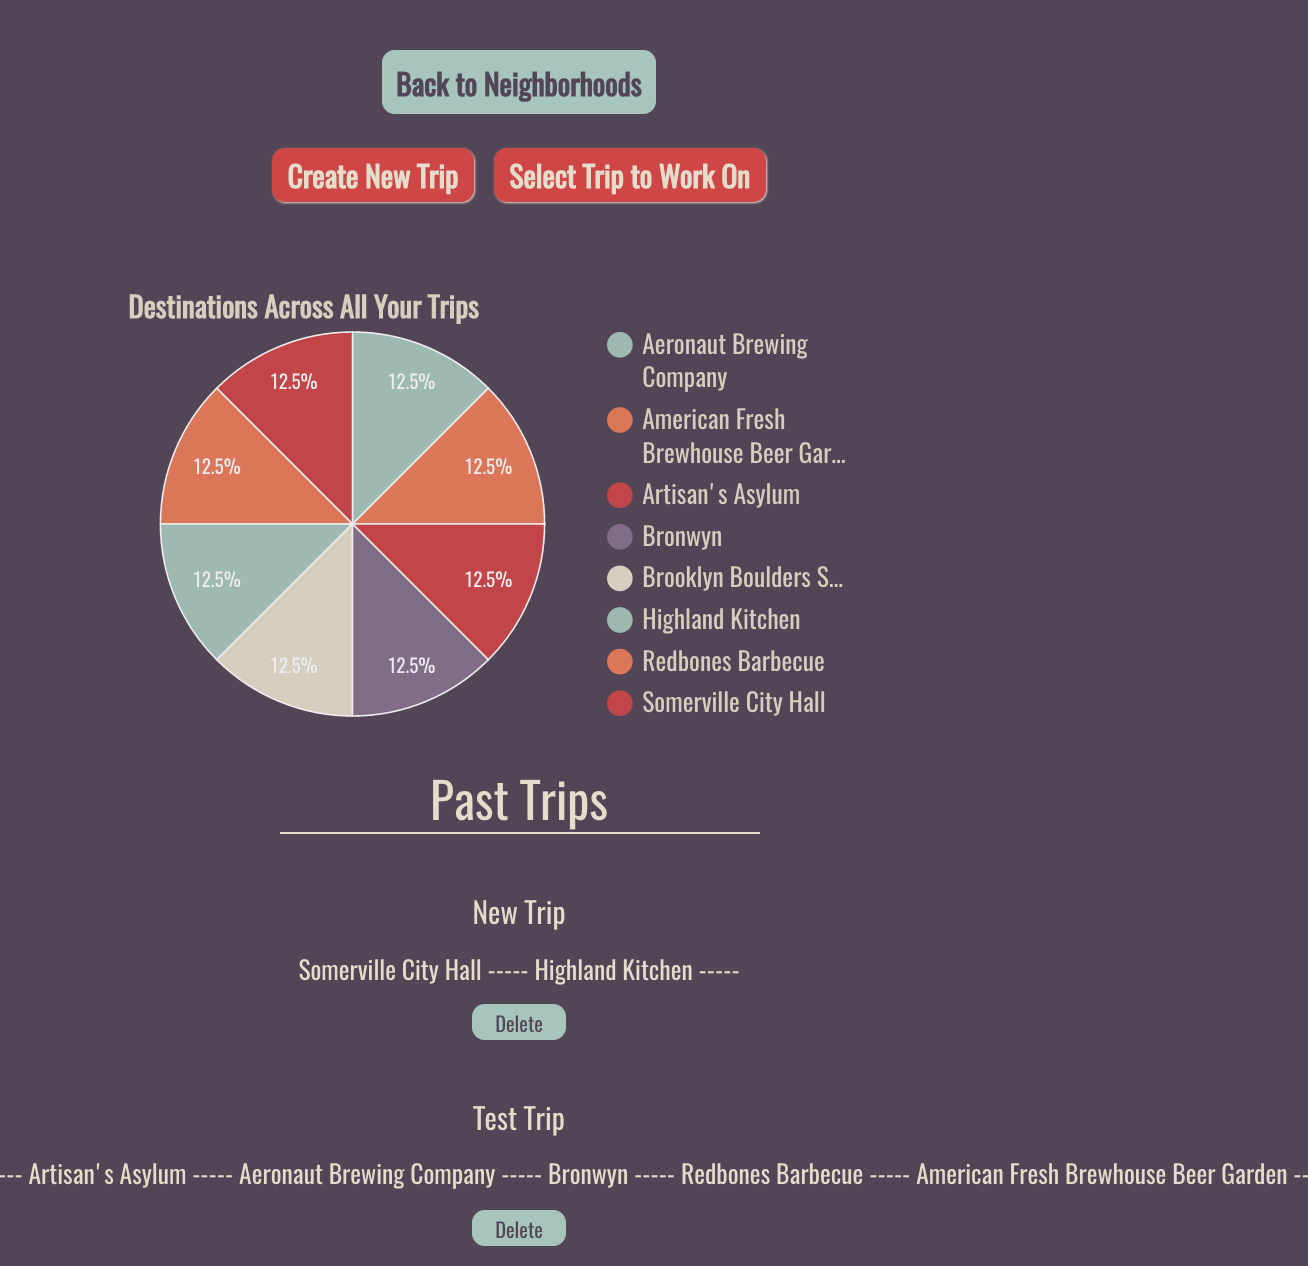 Back to Neighborhoods
Create New Trip
Select Trip to Work On
Destinations Across All Your Trips
12.5%
12.5%
12.5%
12.5%
12.5%
12.5%
12.5%
12.5%
Aeronaut Brewing
Company
American Fresh
Brewhouse Beer Gar...
Artisan's Asylum
Bronwyn
Brooklyn Boulders S...
Highland Kitchen
Redbones Barbecue
Somerville City Hall
Past Trips
New Trip
Somerville City Hall ----- Highland Kitchen -----
Delete
Test Trip
--- Artisan's Asylum ----- Aeronaut Brewing Company ----- Bronwyn ----- Redbones Barbecue ----- American Fresh Brewhouse Beer Garden --
Delete